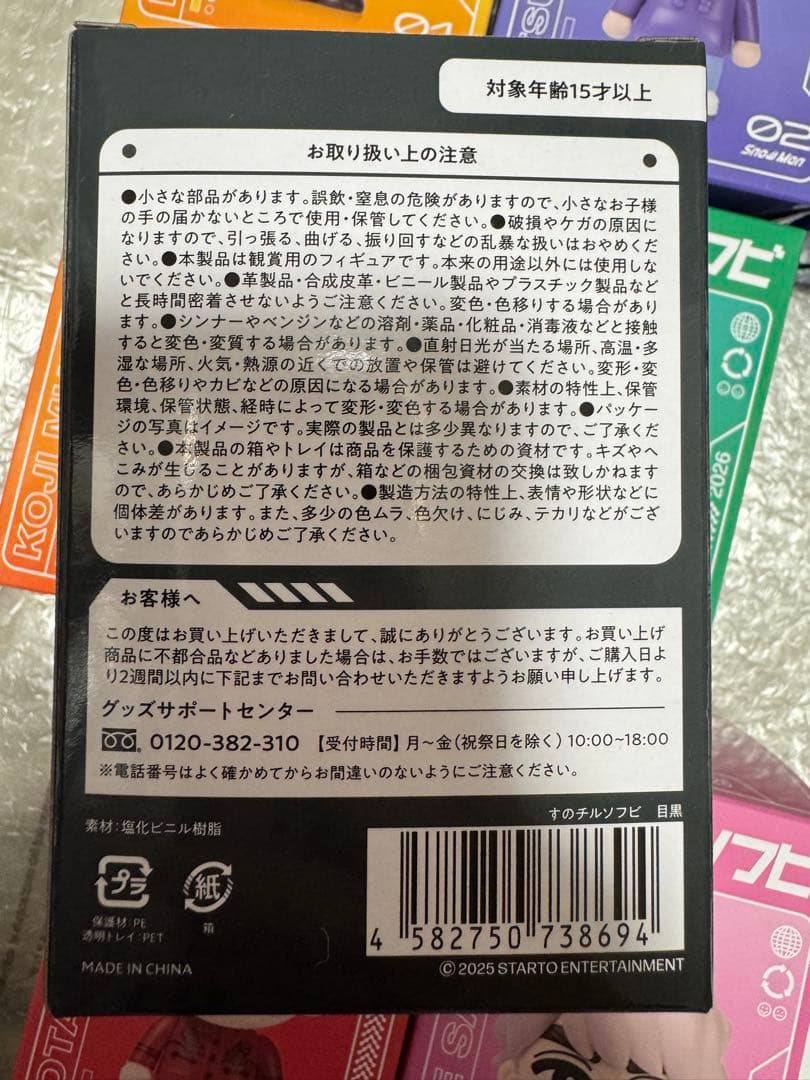 対象年齢15才以上
お取り扱い上の注意
●小さな部品があります。誤飲・窒息の危険がありますので、小さなお子様
の手の届かないところで使用・保管してください。●破損やケガの原因に
なりますので、引っ張る、曲げる、振り回すなどの乱暴な扱いはおやめくだ
さい。●本製品は観賞用のフィギュアです。本来の用途以外には使用しな
いでください。●革製品・合成皮革・ビニール製品やプラスチック製品など
と長時間密着させないようご注意ください。変色・色移りする場合があり
ます。●シンナーやベンジンなどの溶剤・薬品・化粧品・消毒液などと接触
すると変色・変質する場合があります。●直射日光が当たる場所、高温・多
湿な場所、火気・熱源の近くでの放置や保管は避けてください。変形・変
色・色移りやカビなどの原因になる場合があります。●素材の特性上、保管
環境、保管状態、経時によって変形・変色する場合があります。●パッケー
ジの写真はイメージです。実際の製品とは多少異なりますので、ご了承くだ
さい。●本製品の箱やトレイは商品を保護するための資材です。キズやへ
こみが生じることがありますが、箱などの梱包資材の交換は致しかねます
ので、あらかじめご了承ください。●製造方法の特性上、表情や形状などに
個体差があります。また、多少の色ムラ、色欠け、にじみ、テカリなどがござ
いますのであらかじめご了承ください。
お客様へ
この度はお買い上げいただきまして、誠にありがとうございます。お買い上げ
商品に不都合品などありました場合は、お手数ではございますが、ご購入日よ
り2週間以内に下記までお問い合わせいただきますようお願い申し上げます。
グッズサポートセンター
0120-382-310 【受付時間】月~金(祝祭日を除く)10:00~18:00
※電話番号はよく確かめてからお間違いのないようにご注意ください。
素材:塩化ビニル樹脂
すのチルソフビ 目黒
プラ
紙
保護材:PE
透明トレイ:PET
箱
4 582750 738694
MADE IN CHINA
© 2025 STARTO ENTERTAINMENT
01
02
Snow Man
フビ
2026
KOJI MU
ソフビ
OTA
E SA